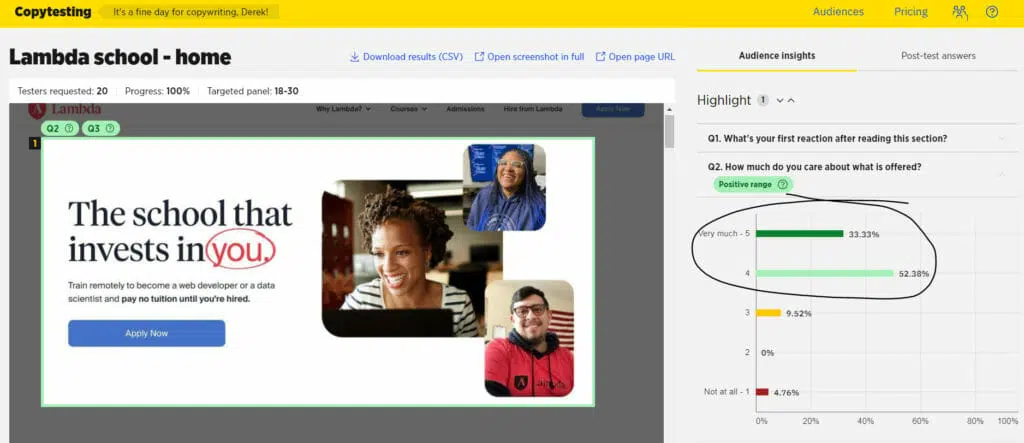 Copytesting
It's a fine day for copywriting, Derek!
Audiences
Pricing
Lambda school - home
Download results (CSV)
Open screenshot in full
Open page URL
Audience insights
Post-test answers
Testers requested: 20
Progress: 100%
Targeted panel: 18-30
Highlight 1
Lambda
Why Lambda?
Courses
Admissions
Hire from Lambda
Apply Now
Q2
Q3
1
The school that
invests in you.
Train remotely to become a web developer or a data
scientist and pay no tuition until you're hired.
Apply Now
Q1. What's your first reaction after reading this section?
Q2. How much do you care about what is offered?
Positive range
Very much - 5
33.33%
4
52.38%
3
9.52%
2
0%
Not at all - 1
4.76%
0%
20%
40%
60%
80%
100%